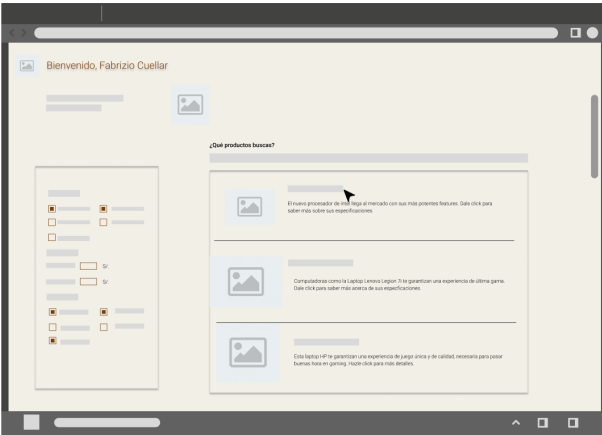 Bienvenido, Fabrizio Cuellar
¿Qué productos buscas?
El nuevo procesador de intel llega al mercado con sus más potentes features. Dale click para
saber más sobre sus especificaciones
S/.
S/.
Computadoras como la Laptop Lenovo Legion 7i te garantizan una experiencia de última gama.
Dale click para saber más acerca de sus especficaciones.
Esta laptop HP te garantizan una experiencia de juego única y de calidad, necesaria para pasar
buenas hora en gaming. Hazle click para más detalles.